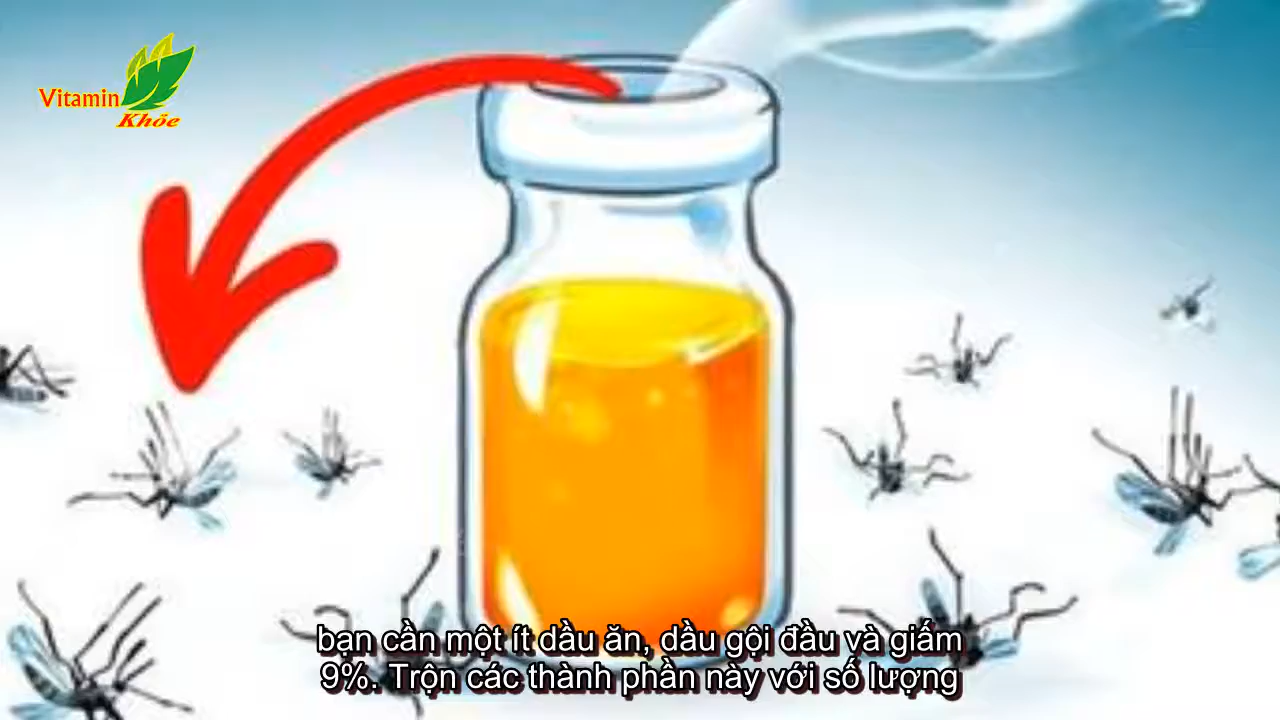 Vitamin
Khỏe
bạn cần một ít dầu ăn, dầu gội đầu và giấm
9%. Trộn các thành phần này với số lượng